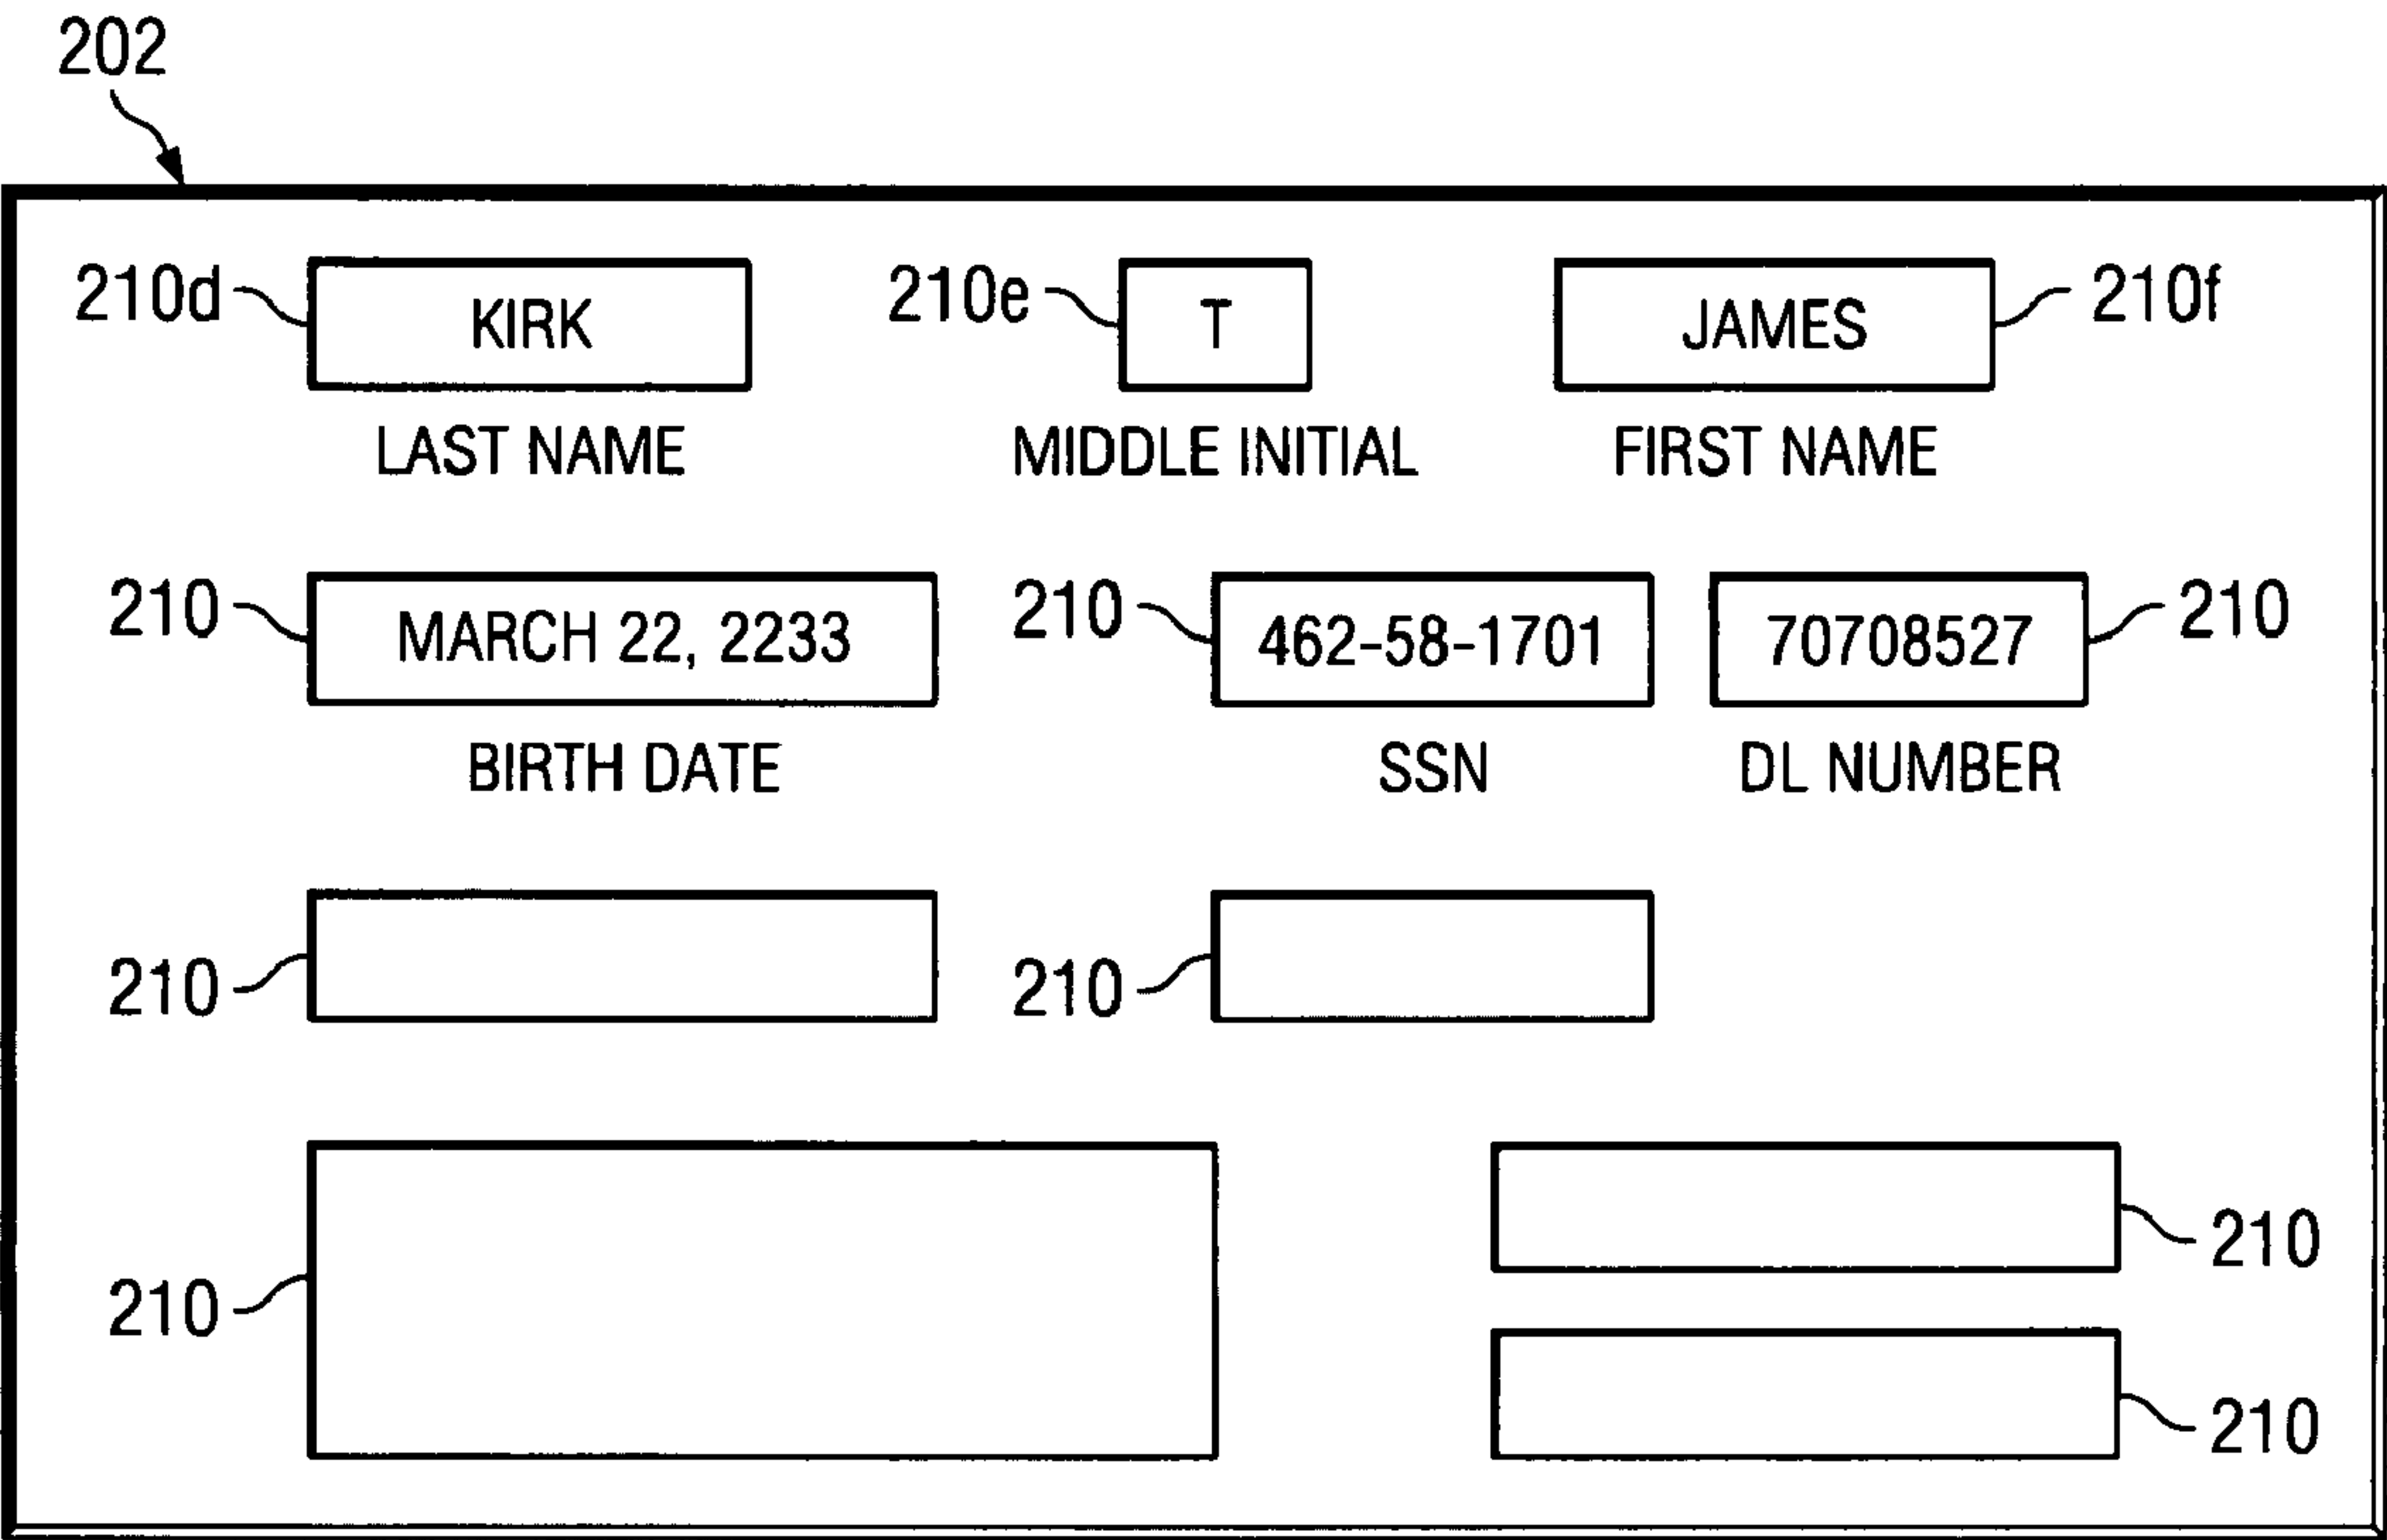 202
210d KIRK 210e T JAMES 210f
LAST NAME MIDDLE INITIAL FIRST NAME
210 MARCH 22, 2233 210 462-58-1701 70708527 210
BIRTH DATE SSN DL NUMBER
210 210
210 210
210